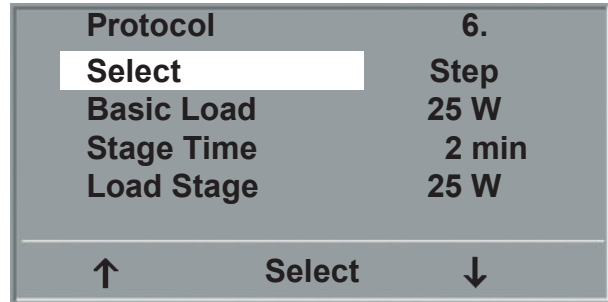 Protocol 6.
Select Step
Basic Load 25 W
Stage Time 2 min
Load Stage 25 W
↑ Select ↓